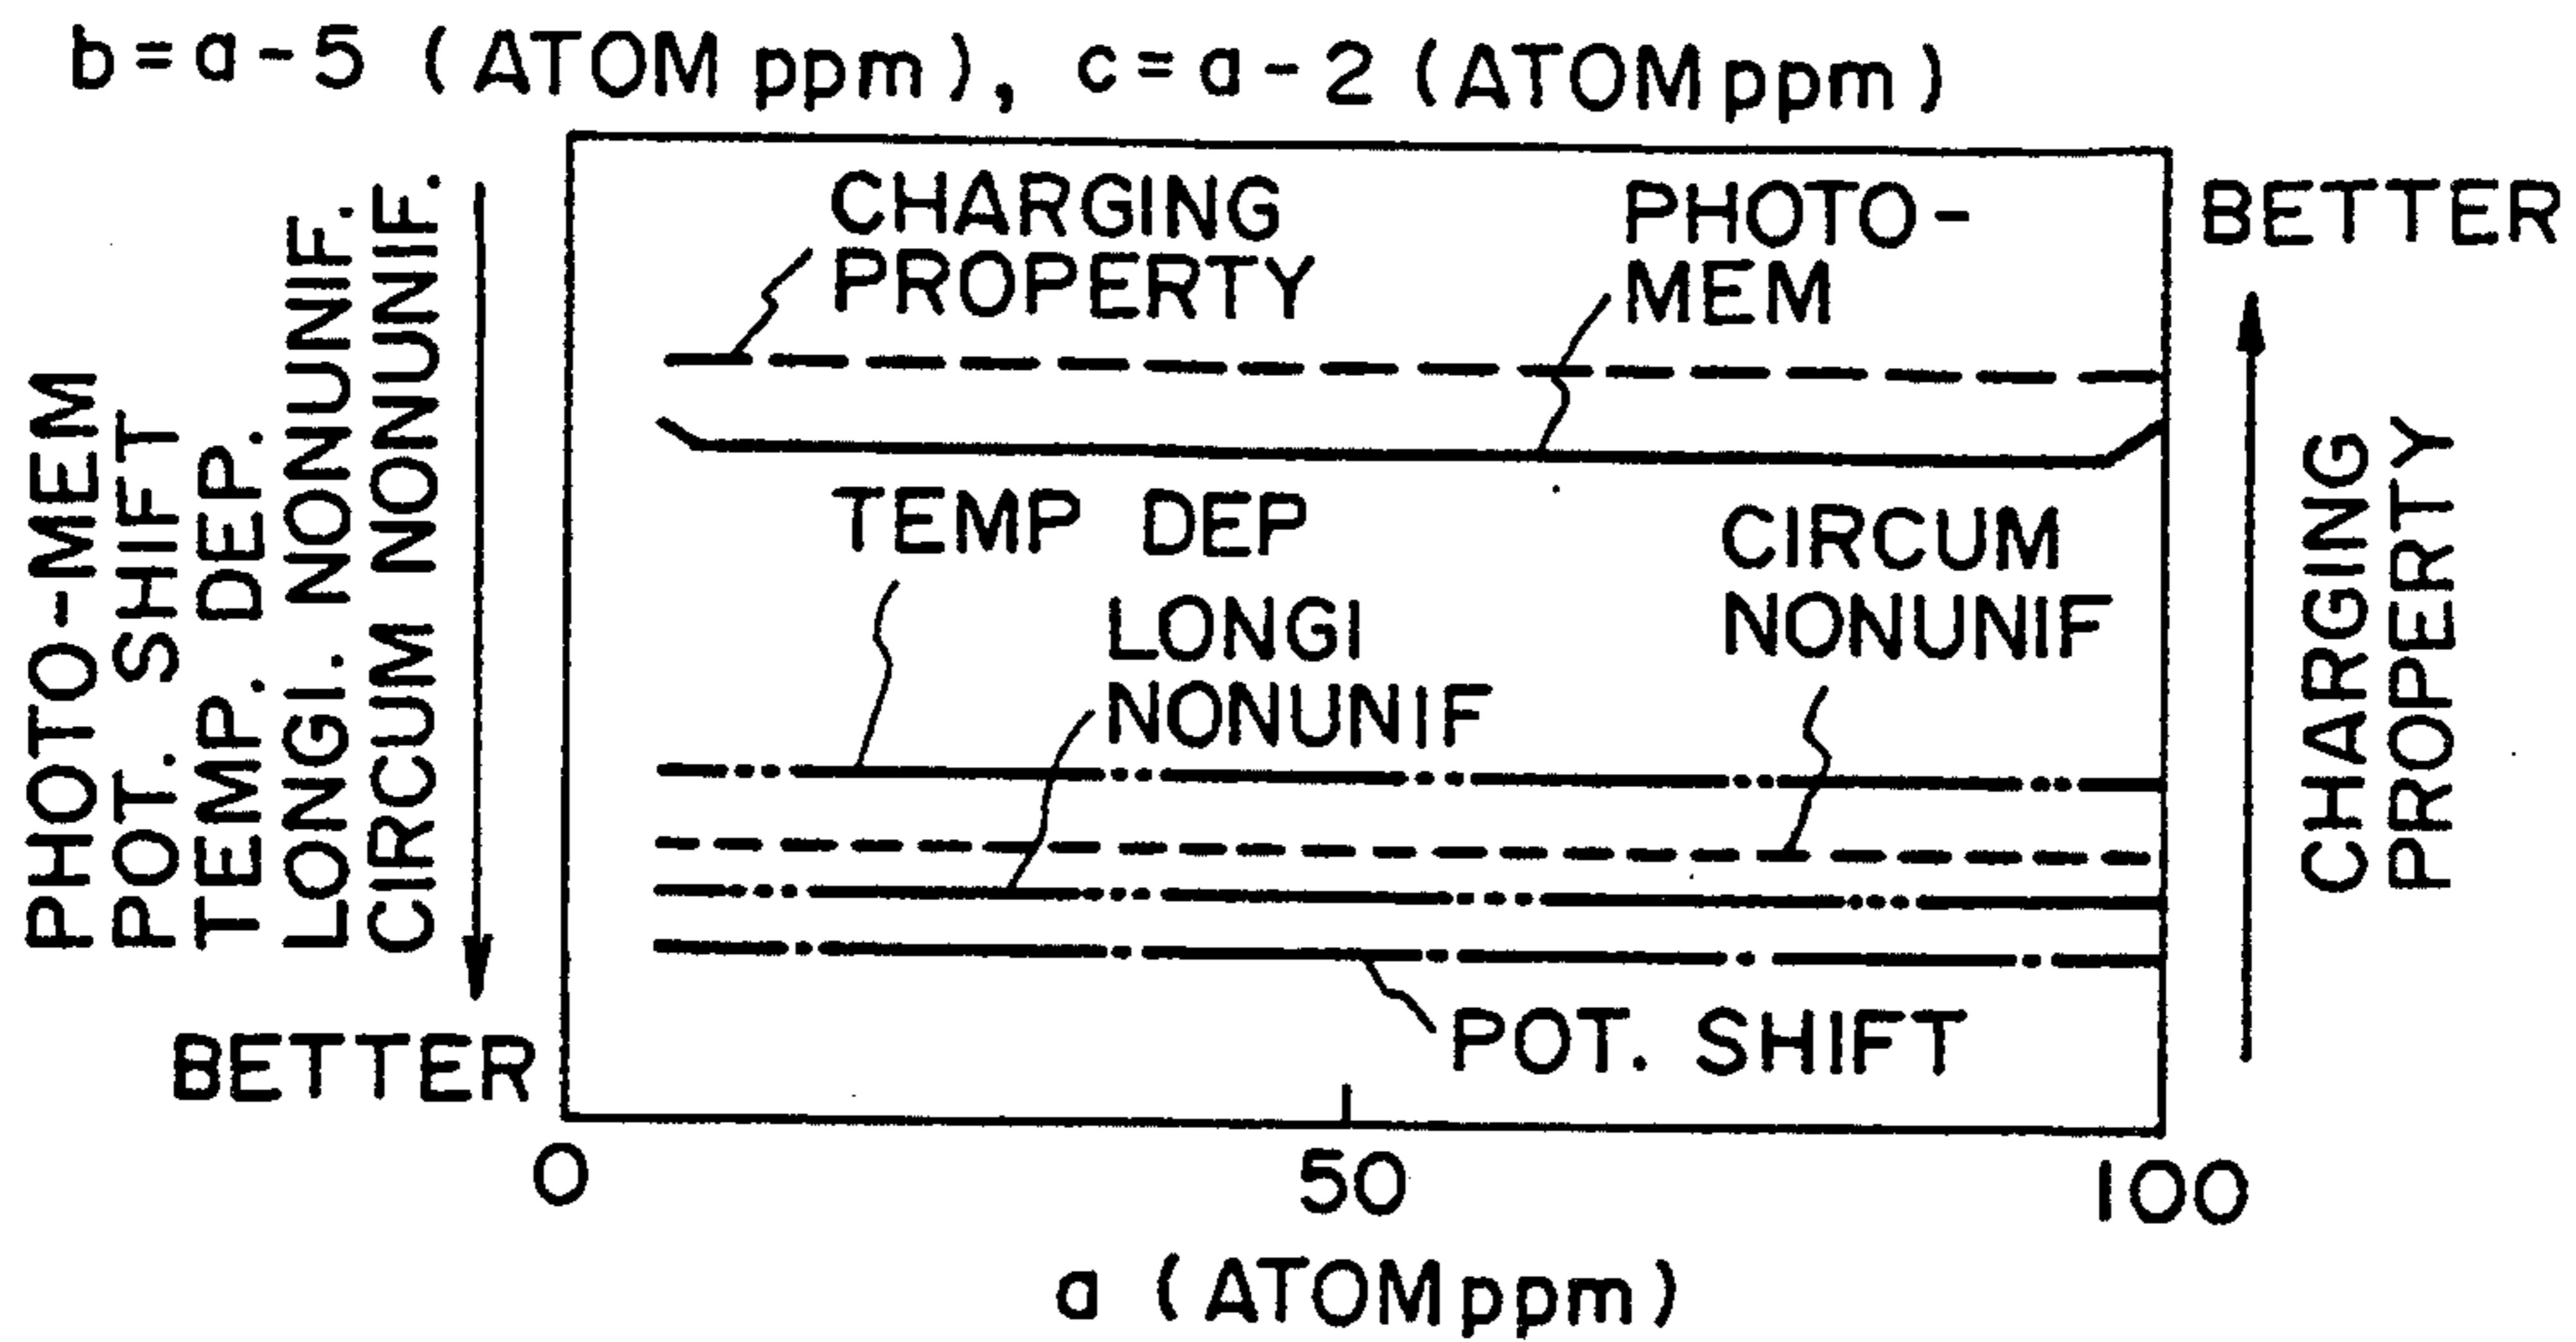 b=a-5 (ATOM ppm), c=a-2 (ATOM ppm)
PHOTO-MEM
POT. SHIFT
TEMP. DEP.
LONGI. NONUNIF.
CIRCUM NONUNIF.
BETTER
CHARGING
PROPERTY
PHOTO-
MEM
TEMP DEP
LONGI
NONUNIF
CIRCUM
NONUNIF
POT. SHIFT
BETTER
CHARGING
PROPERTY
0
50
100
a (ATOM ppm)